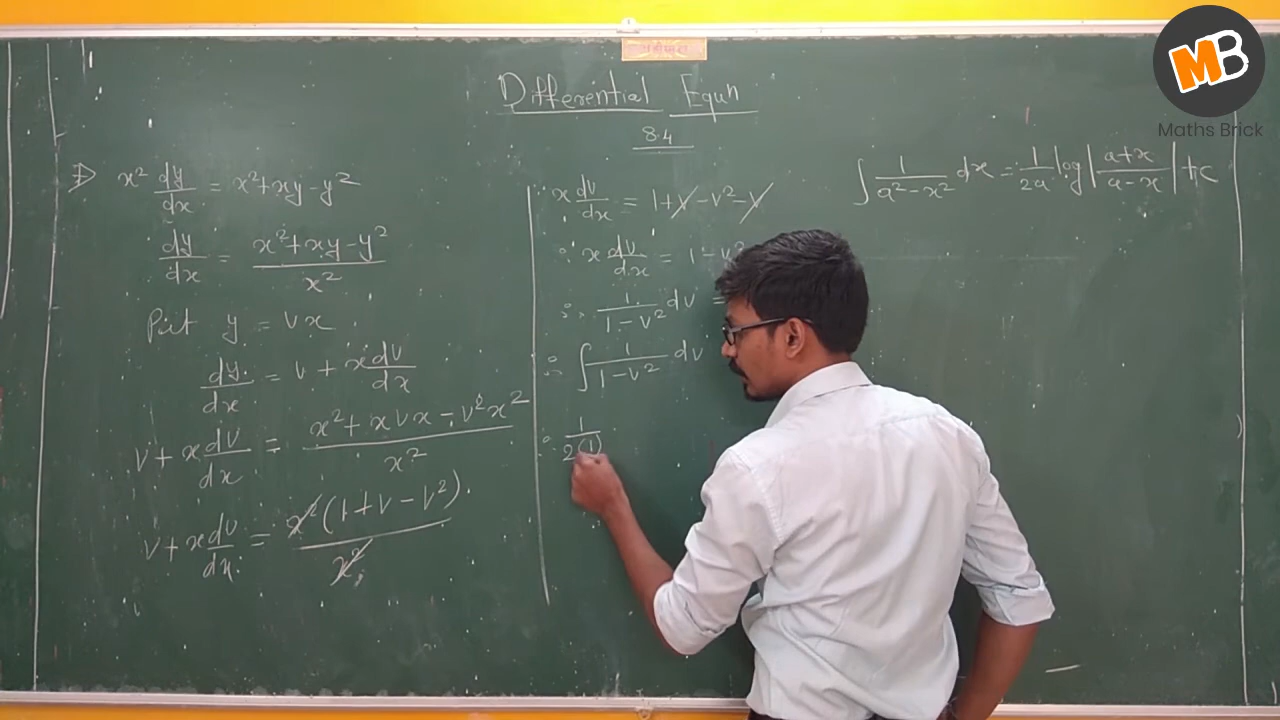 MB
Maths Brick
Differential Equn
8.4
x² dy/dx = x²+xy-y²
dy/dx = x²+xy-y² / x²
Put y = vx
dy/dx = v + x dv/dx
v + x dv/dx = x²+xvx-v²x² / x²
v + x dv/dx = x²(1+v-v²) / x²
∴ x dv/dx = 1+v-v²-v
∴ x dv/dx = 1-v²
∴ 1/1-v² dv =
∴ ∫ 1/1-v² dv
∴ 1/2(1)
∫ 1/a²-x² dx = 1/2a log |a+x/a-x| + c